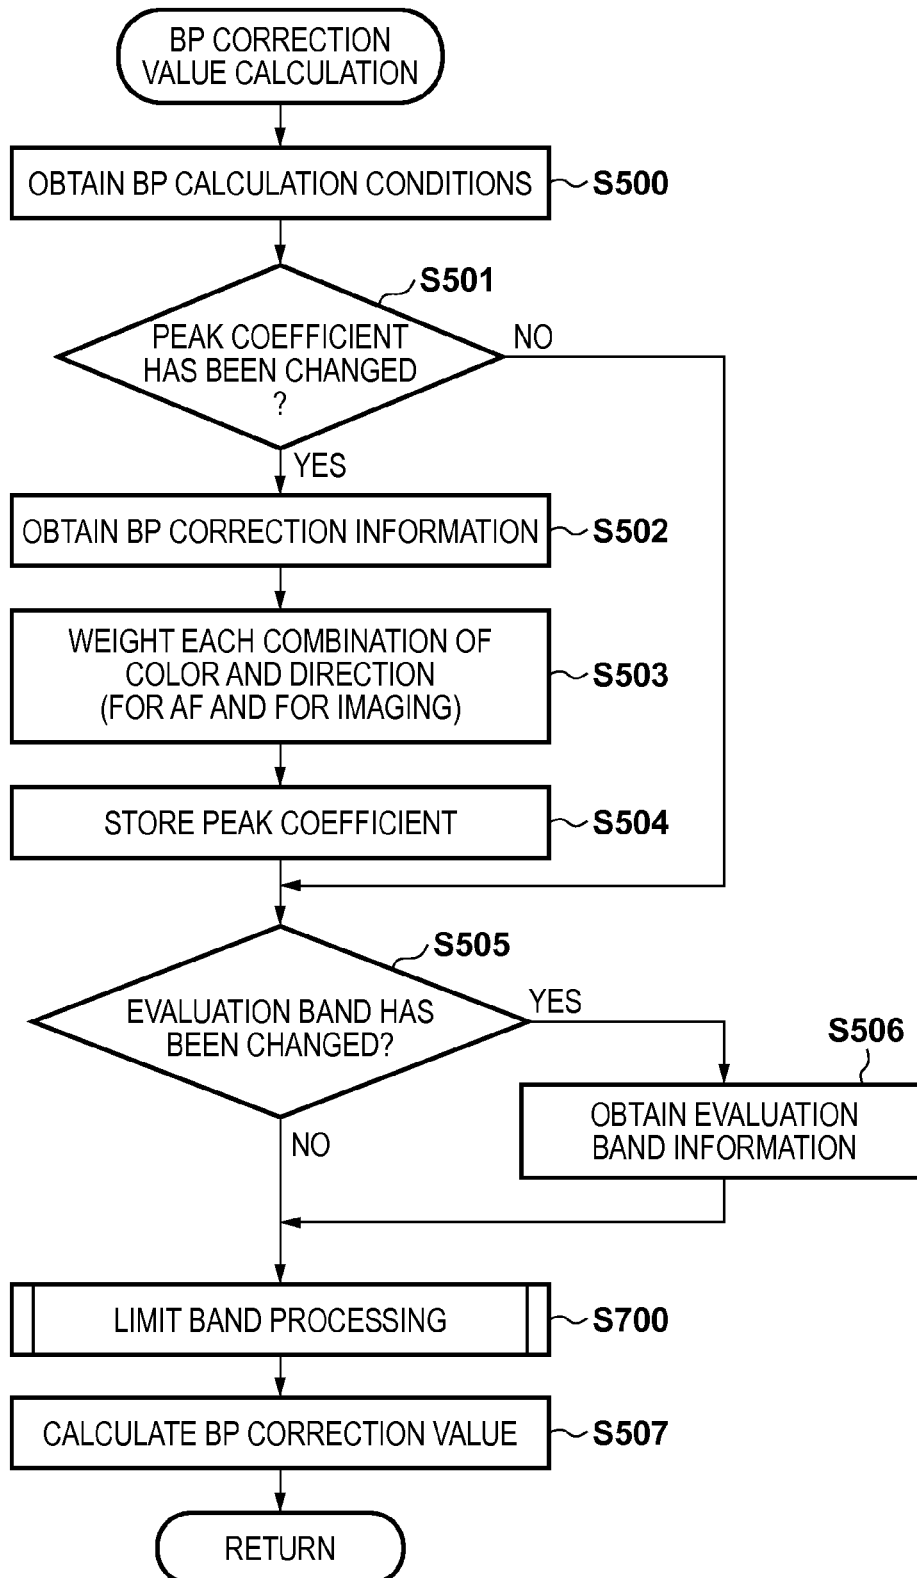 BP CORRECTION
VALUE CALCULATION
OBTAIN BP CALCULATION CONDITIONS
S500
S501
PEAK COEFFICIENT
HAS BEEN CHANGED
?
NO
YES
OBTAIN BP CORRECTION INFORMATION
S502
WEIGHT EACH COMBINATION OF
COLOR AND DIRECTION
(FOR AF AND FOR IMAGING)
S503
STORE PEAK COEFFICIENT
S504
S505
EVALUATION BAND HAS
BEEN CHANGED?
YES
S506
OBTAIN EVALUATION
BAND INFORMATION
NO
LIMIT BAND PROCESSING
S700
CALCULATE BP CORRECTION VALUE
S507
RETURN